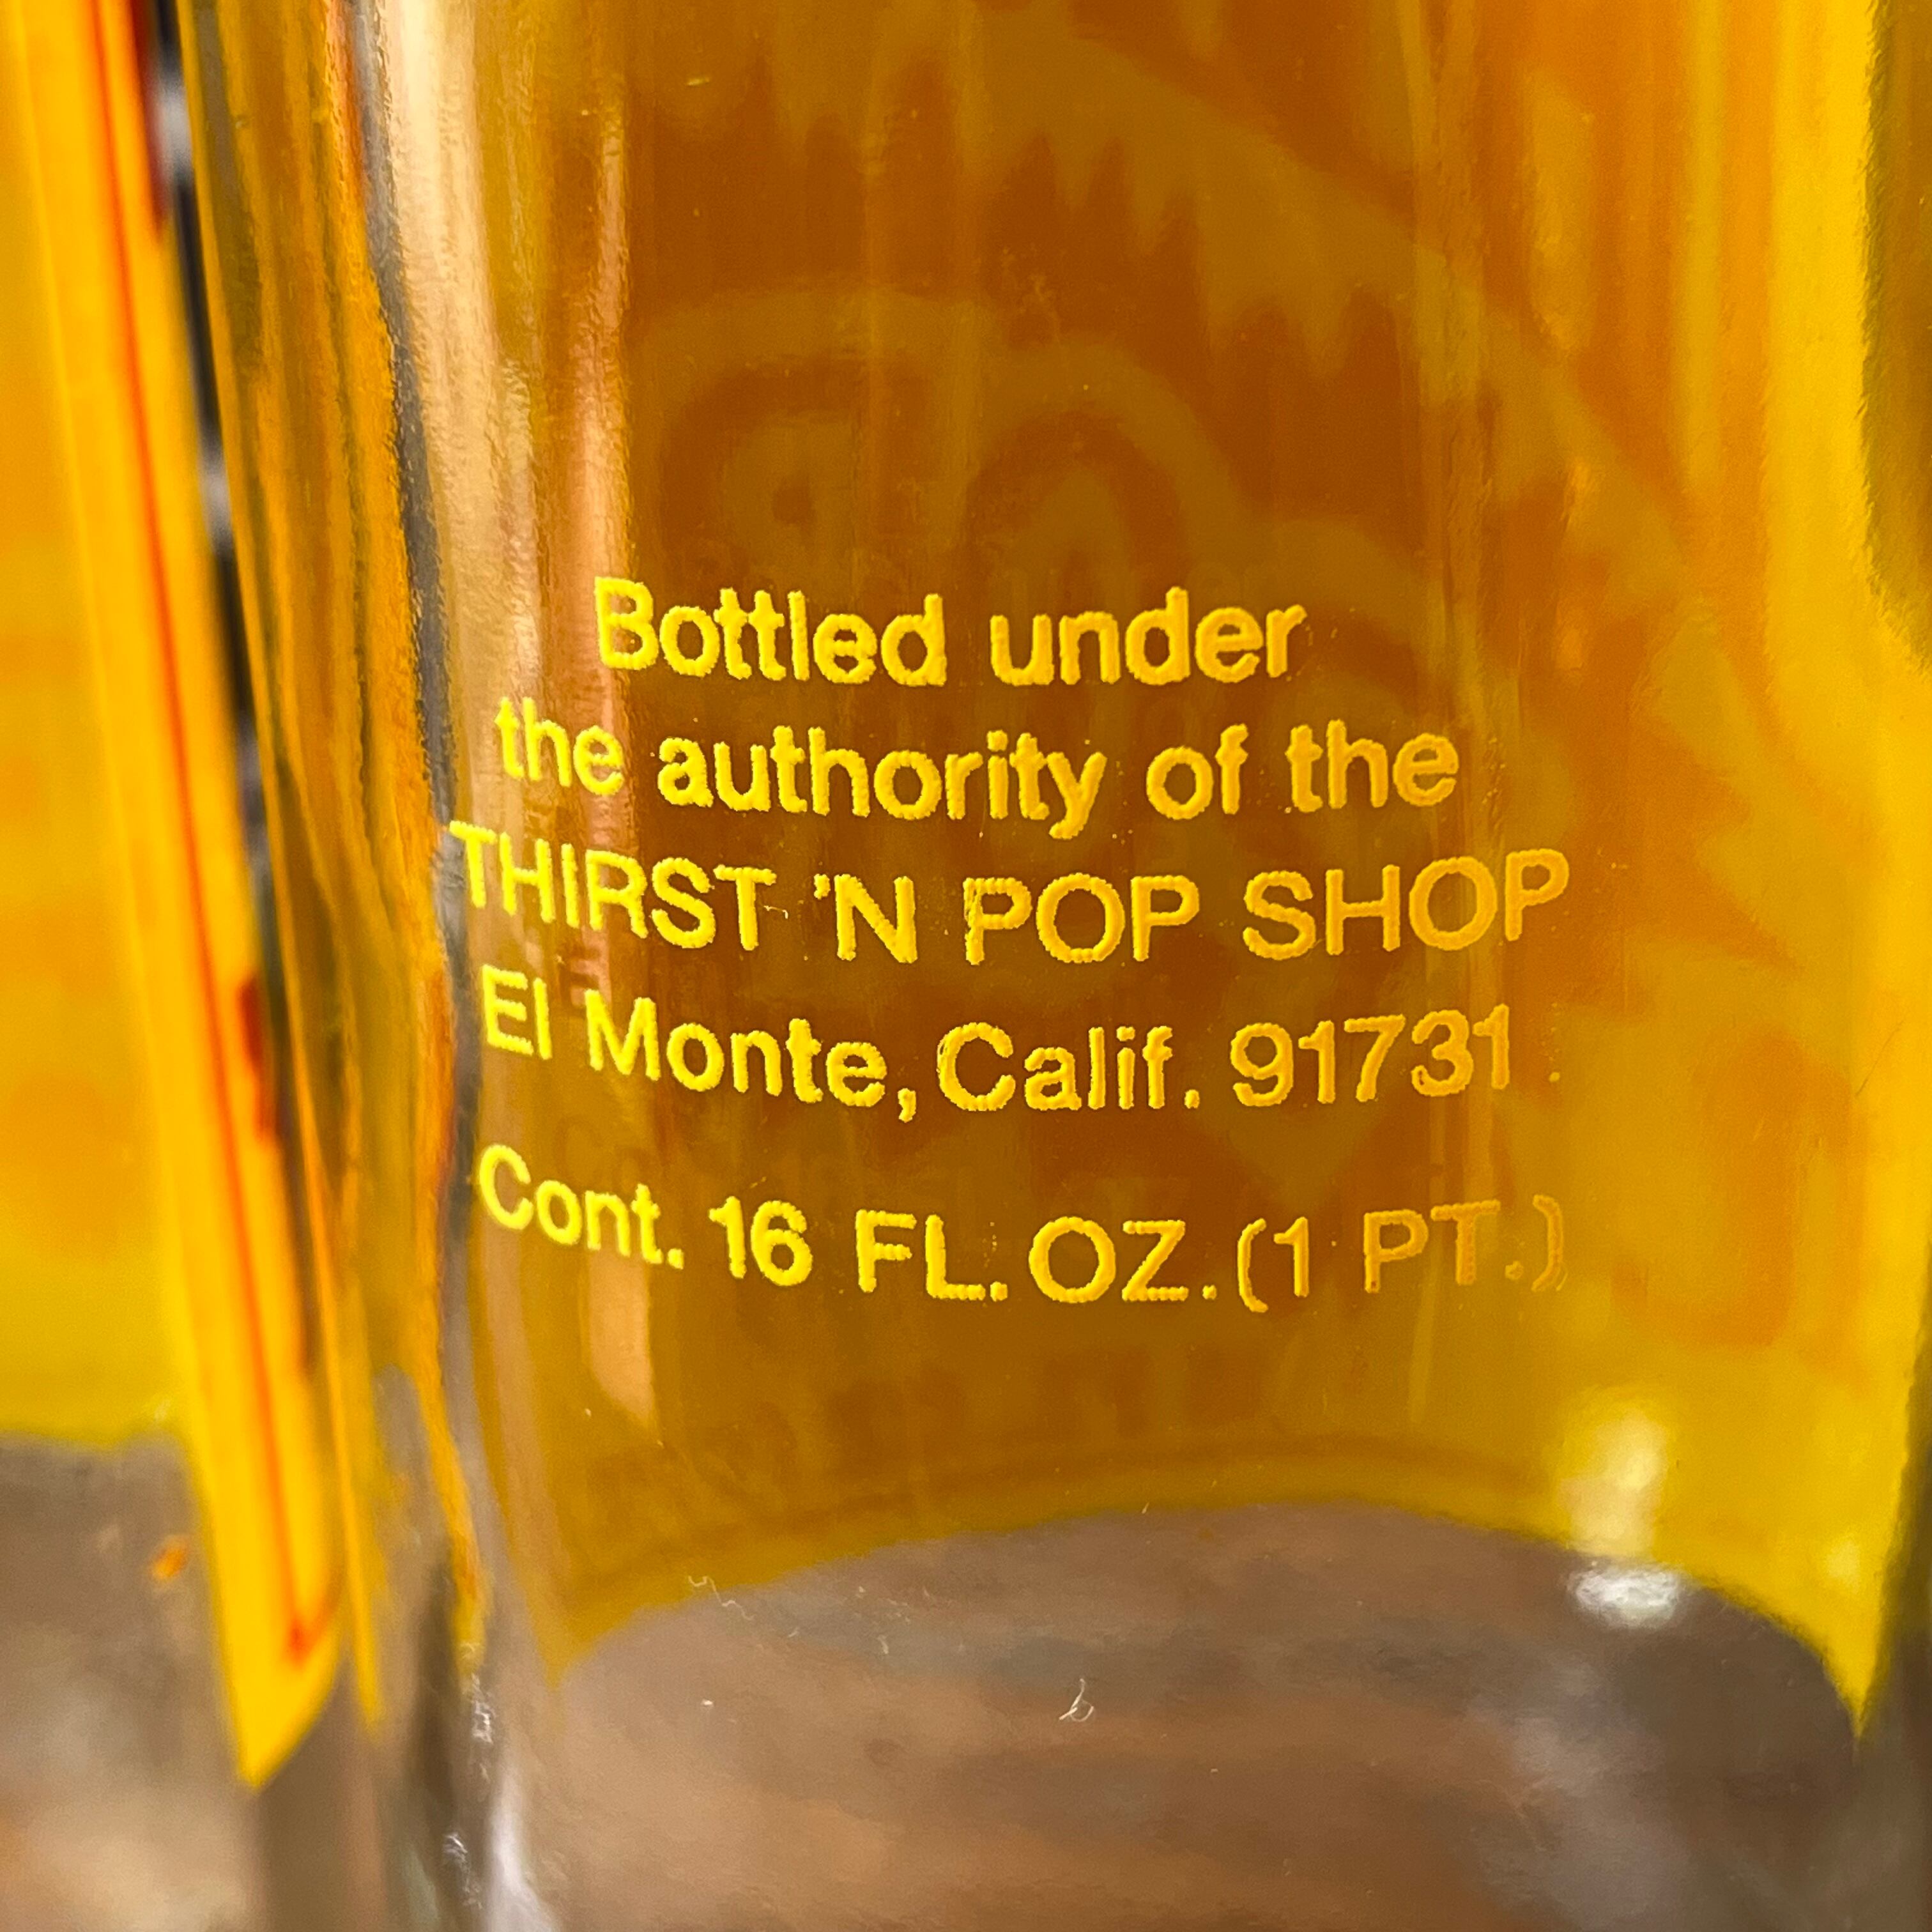 Bottled under
the authority of the
THIRST 'N POP SHOP
El Monte, Calif. 91731
Cont. 16 FL. OZ. (1 PT.)